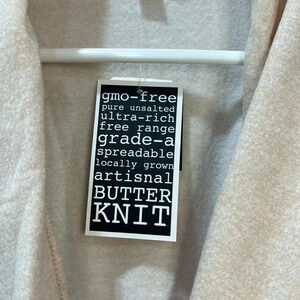 gmo-free
pure unsalted
ultra-rich
free range
grade-a
spreadable
locally grown
artisnal
BUTTER
KNIT